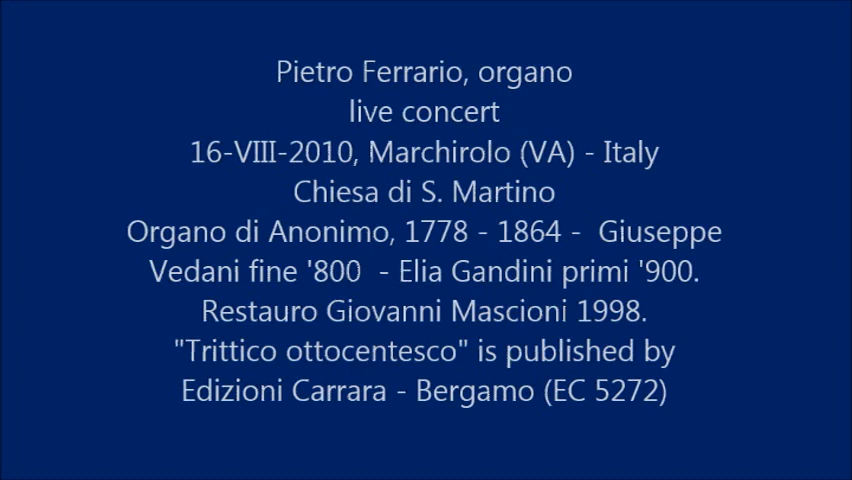 Pietro Ferrario, organo
live concert
16-VIII-2010, Marchirolo (VA) - Italy
Chiesa di S. Martino
Organo di Anonimo, 1778 - 1864 -  Giuseppe
Vedani fine '800  - Elia Gandini primi '900.
Restauro Giovanni Mascioni 1998.
"Trittico ottocentesco" is published by
Edizioni Carrara - Bergamo (EC 5272)